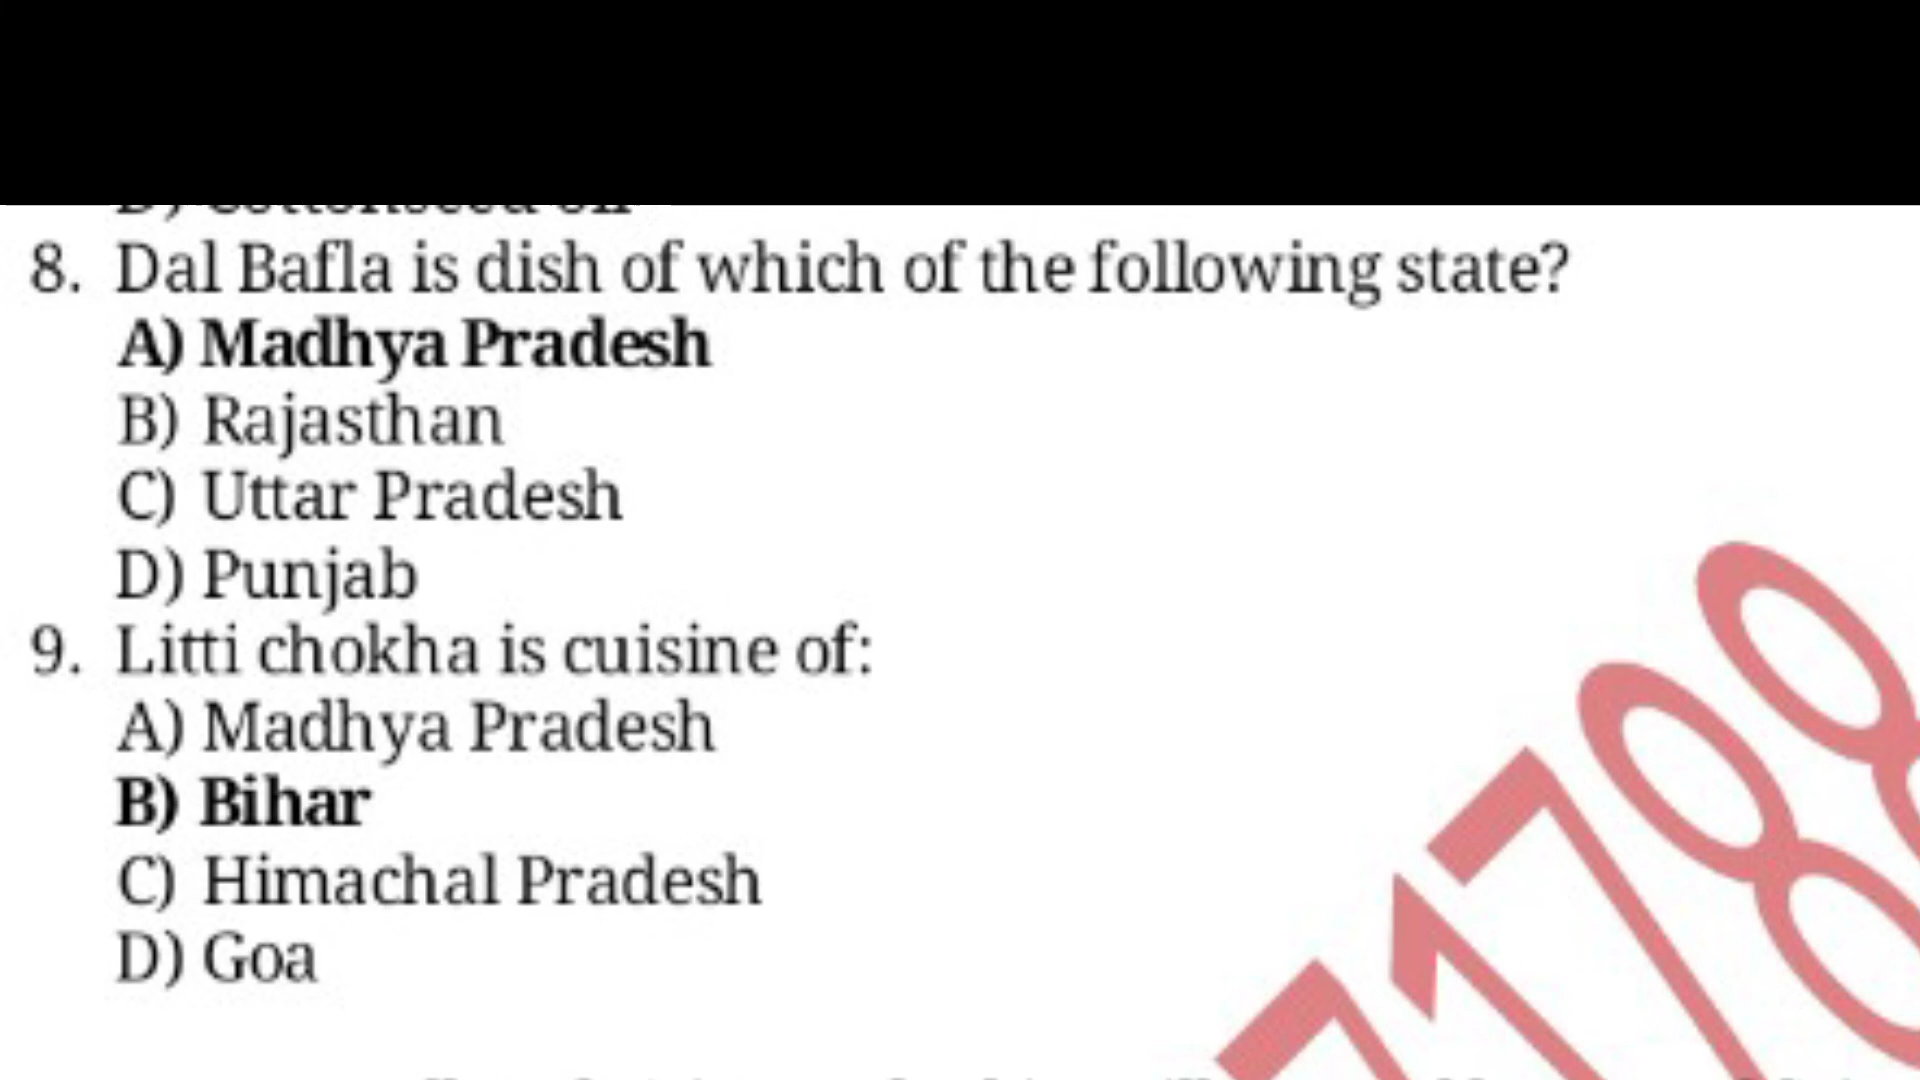 8. Dal Bafla is dish of which of the following state?
A) Madhya Pradesh
B) Rajasthan
C) Uttar Pradesh
D) Punjab
9. Litti chokha is cuisine of:
A) Madhya Pradesh
B) Bihar
C) Himachal Pradesh
D) Goa